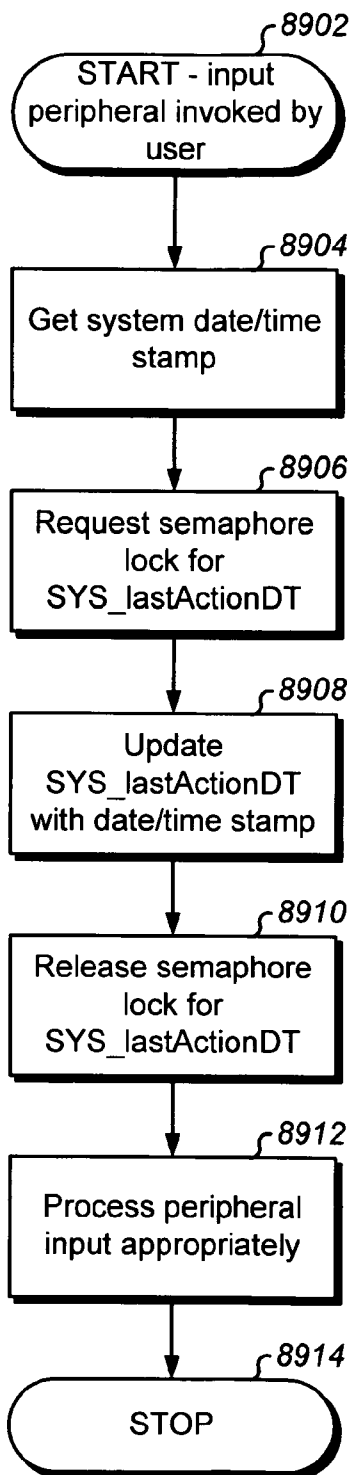 8902
START - input
peripheral invoked by
user
8904
Get system date/time
stamp
8906
Request semaphore
lock for
SYS_lastActionDT
8908
Update
SYS_lastActionDT
with date/time stamp
8910
Release semaphore
lock for
SYS_lastActionDT
8912
Process peripheral
input appropriately
8914
STOP